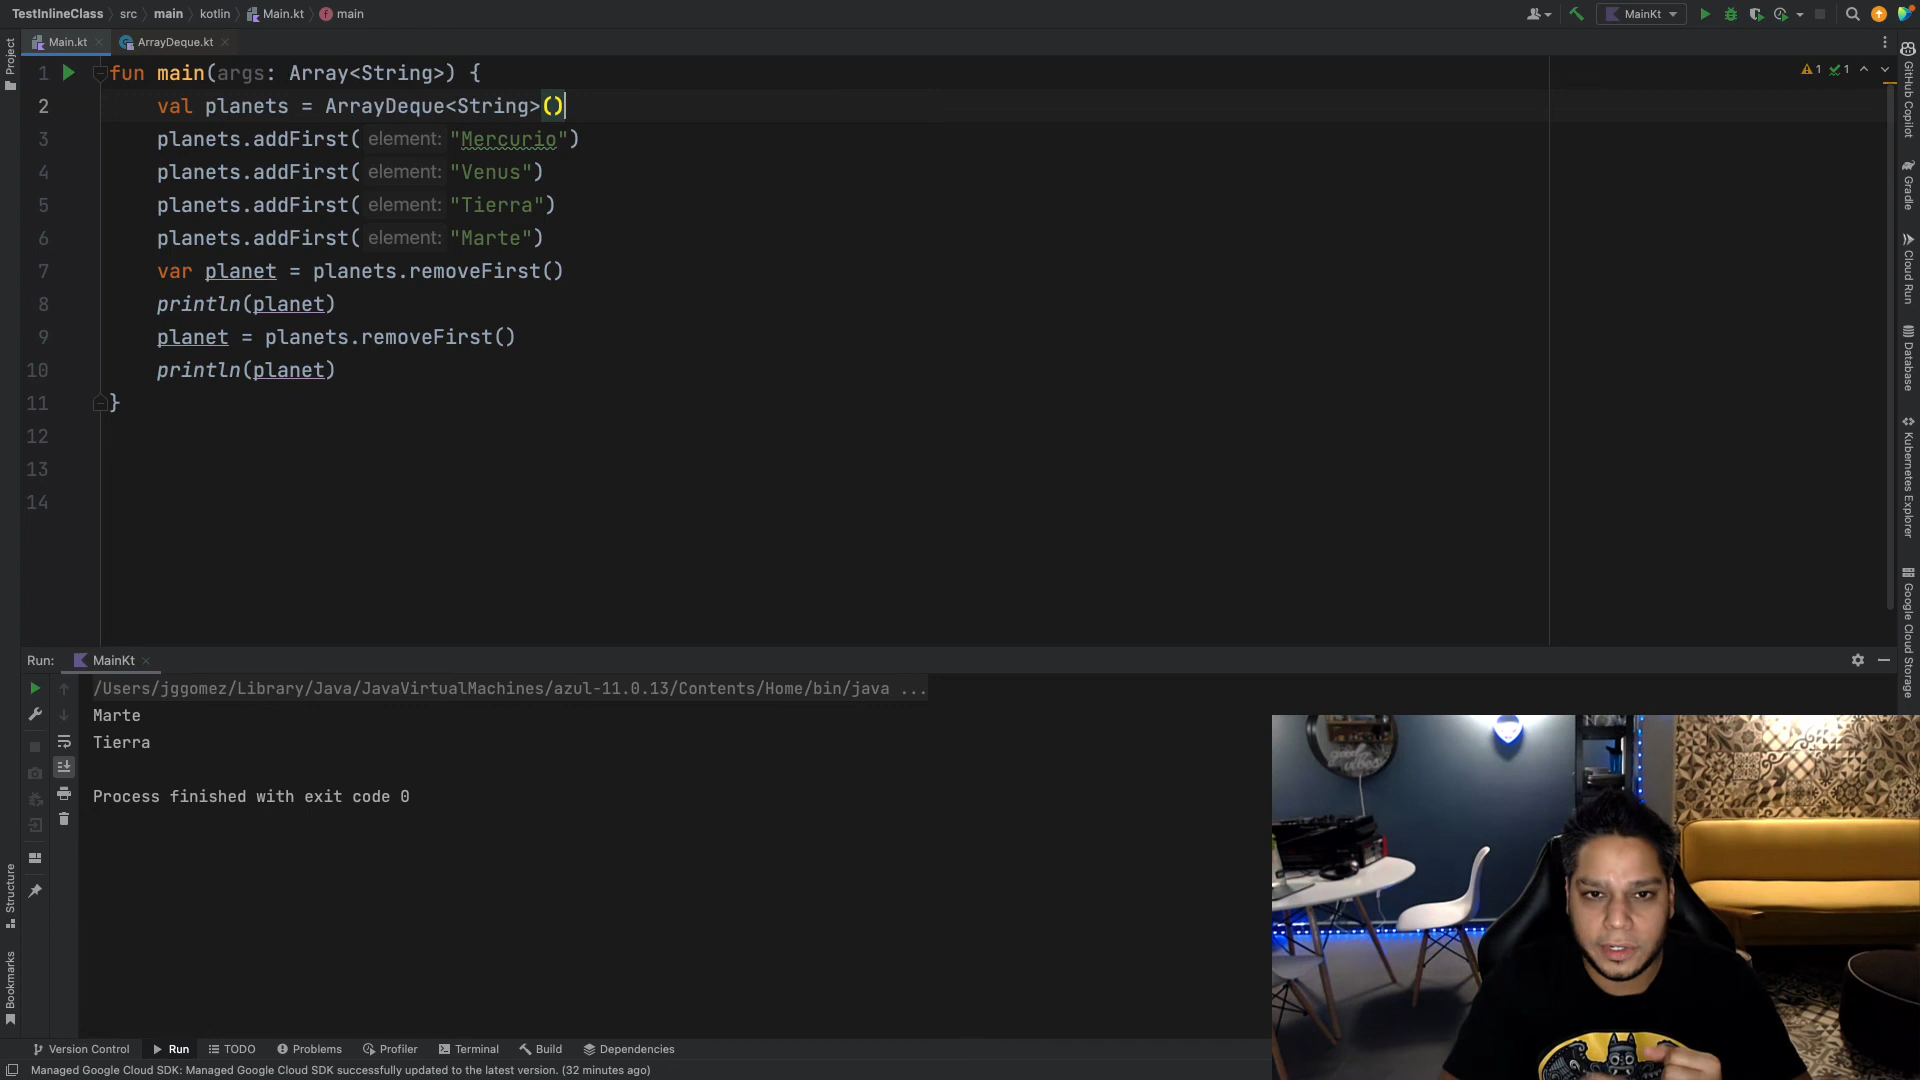 TestInlineClass
src
main
kotlin
Main.kt
main
MainKt
Main.kt
ArrayDeque.kt
Project
1 fun main(args: Array<String>) {
1 1
2 val planets = ArrayDeque<String>()
3 planets.addFirst( element: "Mercurio")
4 planets.addFirst( element: "Venus")
5 planets.addFirst( element: "Tierra")
6 planets.addFirst( element: "Marte")
7 var planet = planets.removeFirst()
8 println(planet)
9 planet = planets.removeFirst()
10 println(planet)
11 }
12
13
14
GitHub Copilot
Gradle
Cloud Run
Database
Kubernetes Explorer
Google Cloud Storage
Run:
MainKt
/Users/jggomez/Library/Java/JavaVirtualMachines/azul-11.0.13/Contents/Home/bin/java ...
Marte
Tierra
Process finished with exit code 0
Structure
Bookmarks
Version Control
Run
TODO
Problems
Profiler
Terminal
Build
Dependencies
Managed Google Cloud SDK: Managed Google Cloud SDK successfully updated to the latest version. (32 minutes ago)